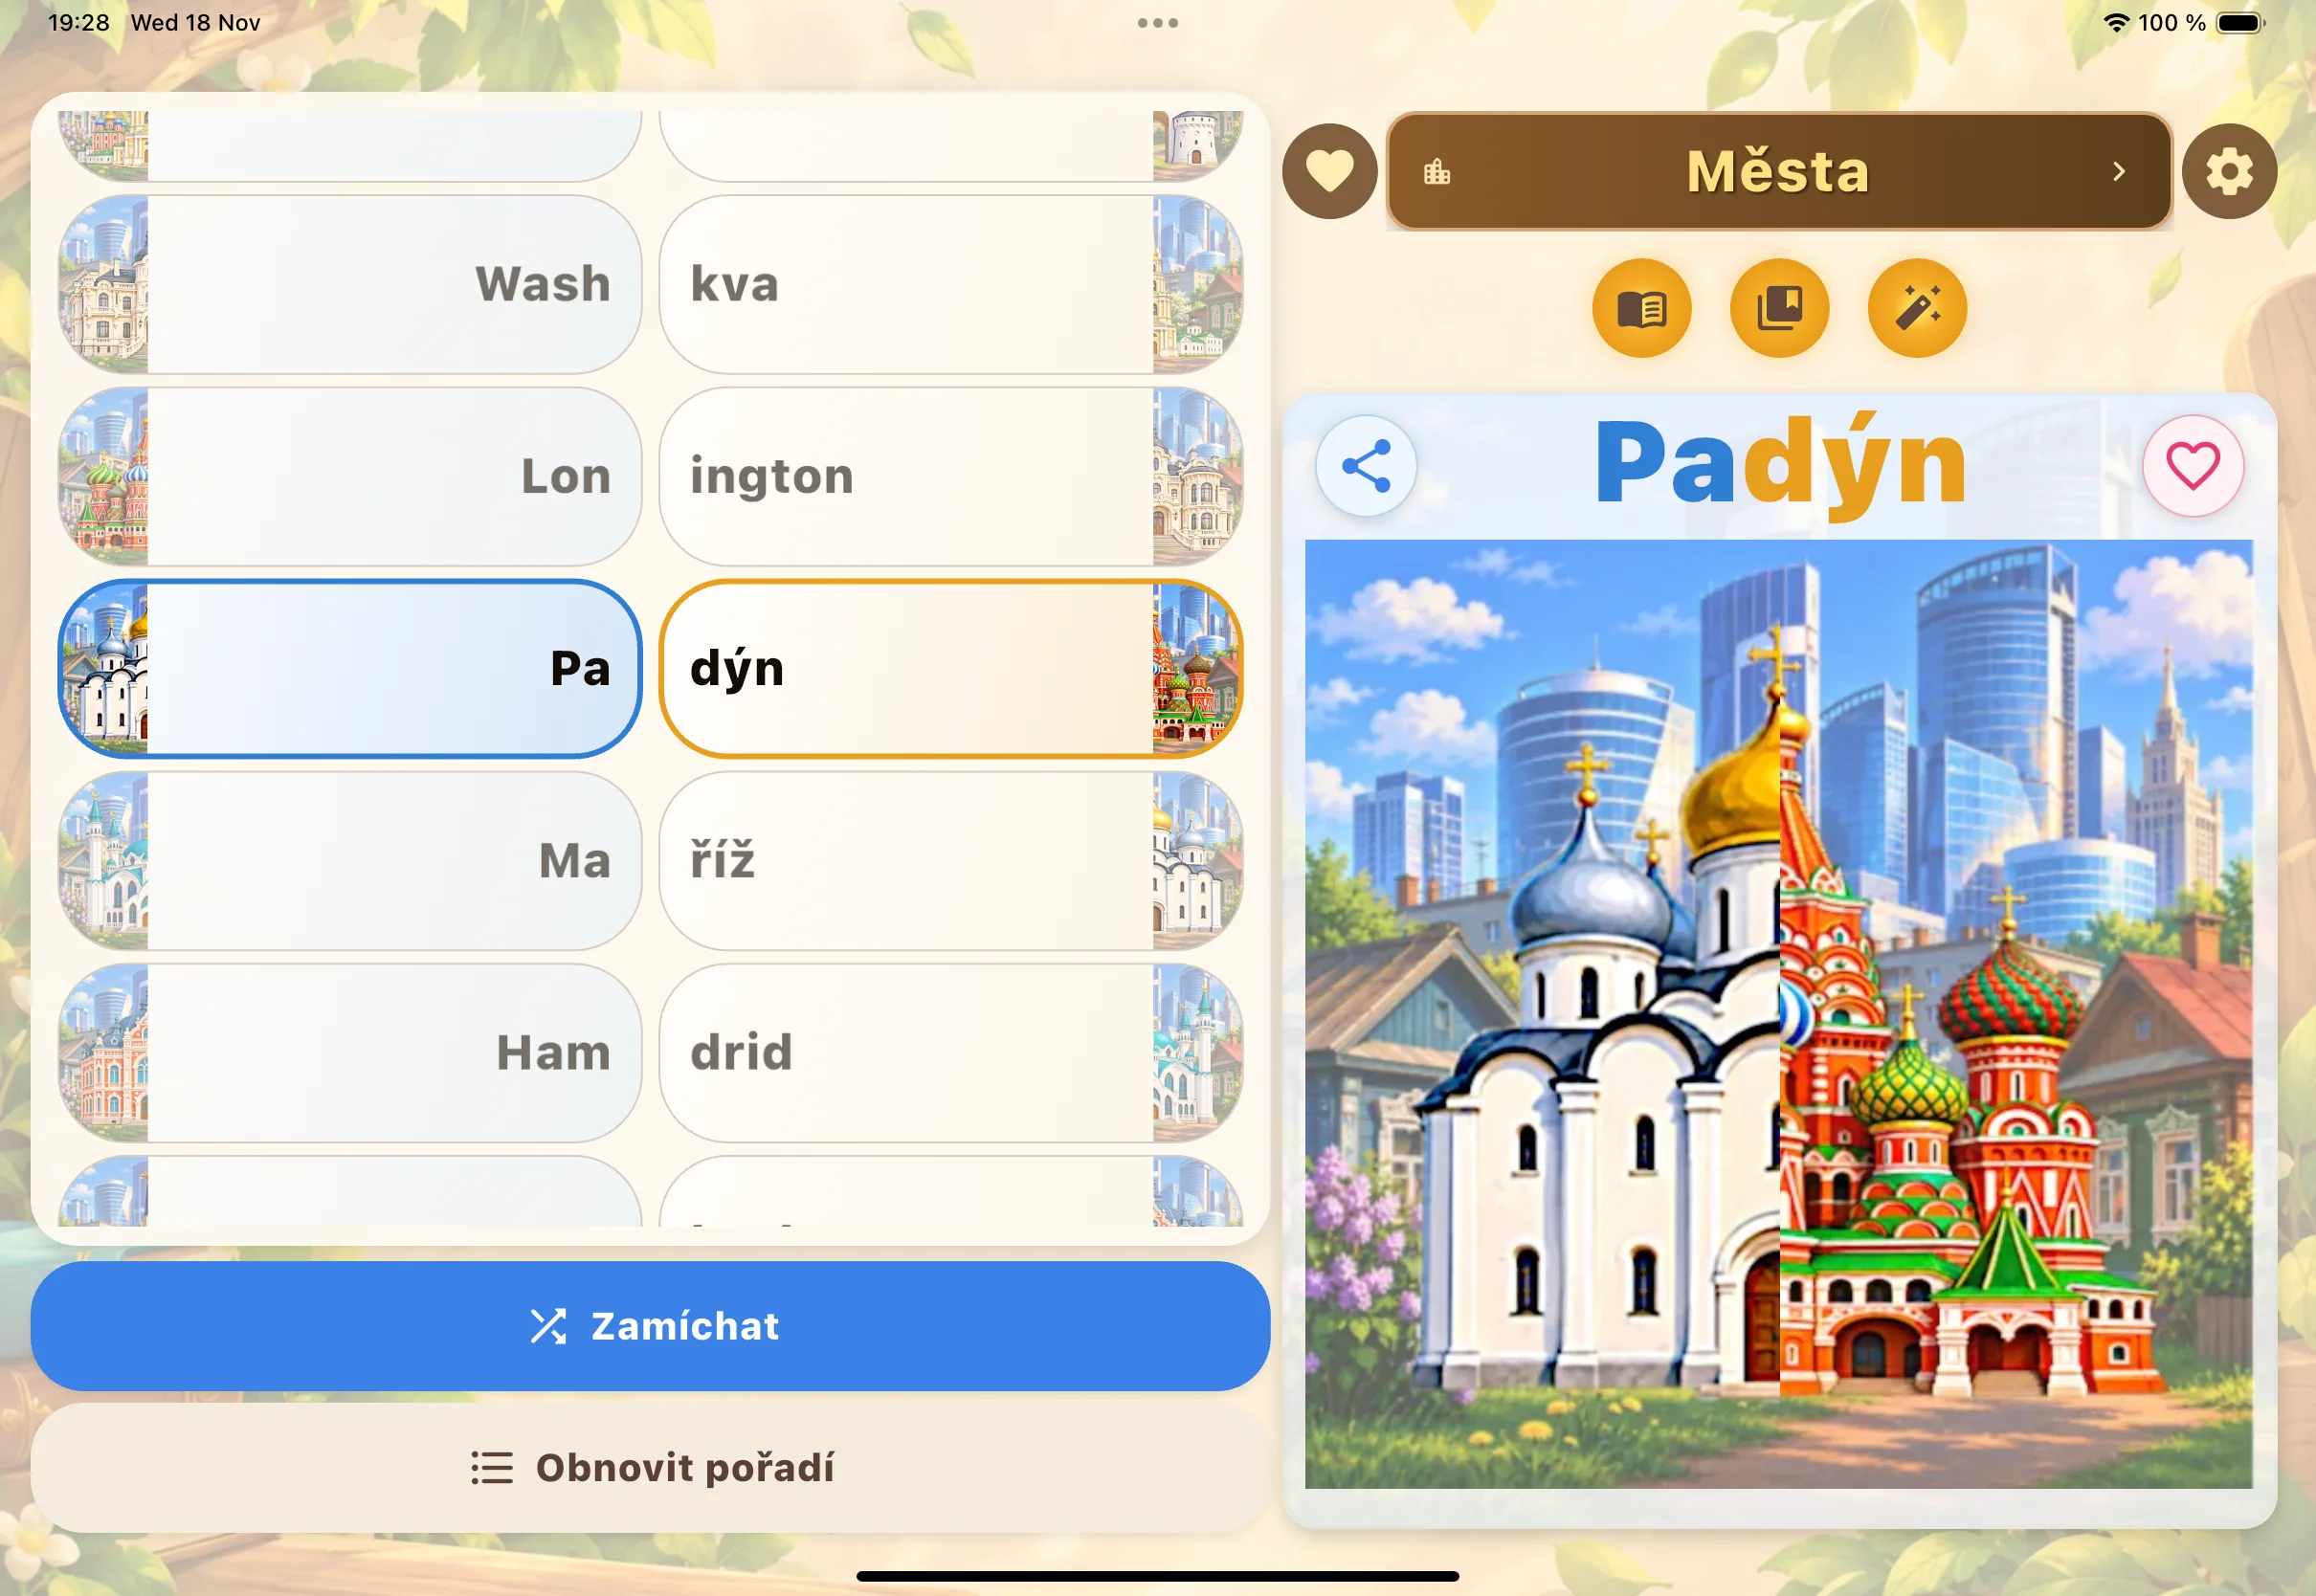 19:28 Wed 18 Nov
100 %
Wash
kva
Lon
ington
Pa
dýn
Ma
říž
Ham
drid
Zamíchat
Obnovit pořadí
Města
Padýn